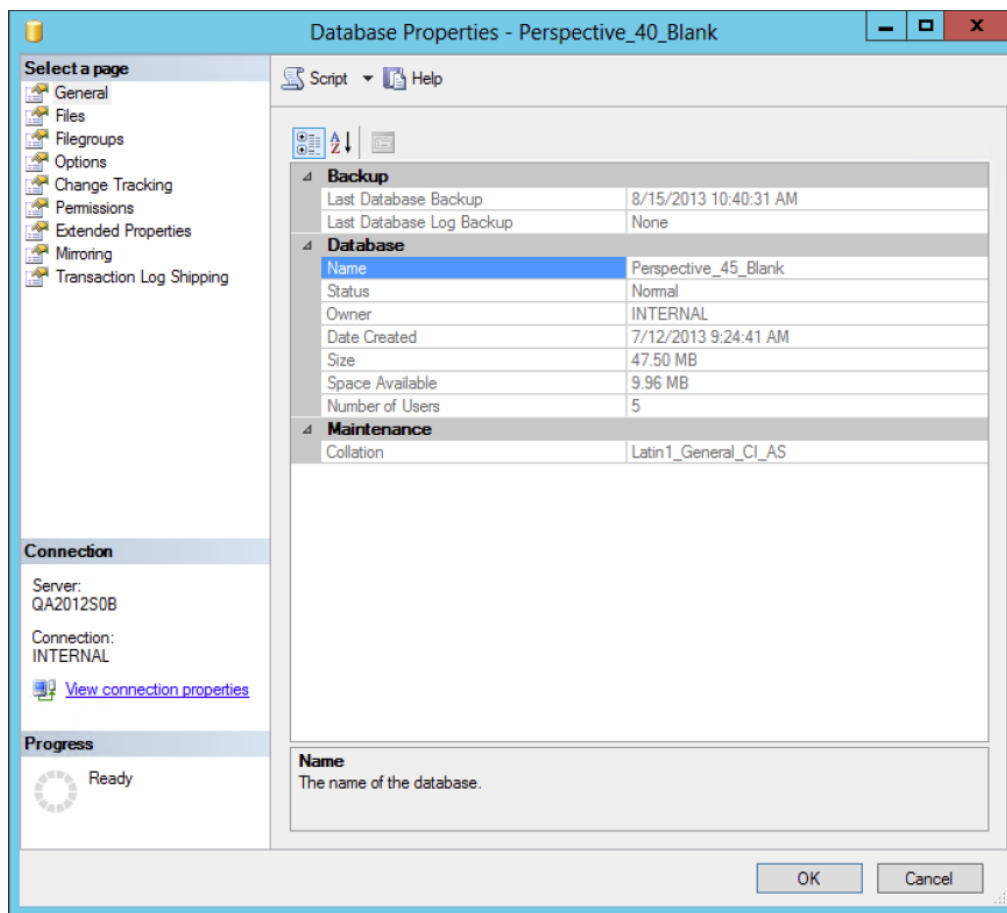 Database Properties - Perspective_40_Blank
Select a page
General
Files
Filegroups
Options
Change Tracking
Permissions
Extended Properties
Mirroring
Transaction Log Shipping
Connection
Server:
QA2012S0B
Connection:
INTERNAL
View connection properties
Progress
Ready
Script Help
Backup
Last Database Backup 8/15/2013 10:40:31 AM
Last Database Log Backup None
Database
Name Perspective_45_Blank
Status Normal
Owner INTERNAL
Date Created 7/12/2013 9:24:41 AM
Size 47.50 MB
Space Available 9.96 MB
Number of Users 5
Maintenance
Collation Latin1_General_CI_AS
Name
The name of the database.
OK Cancel